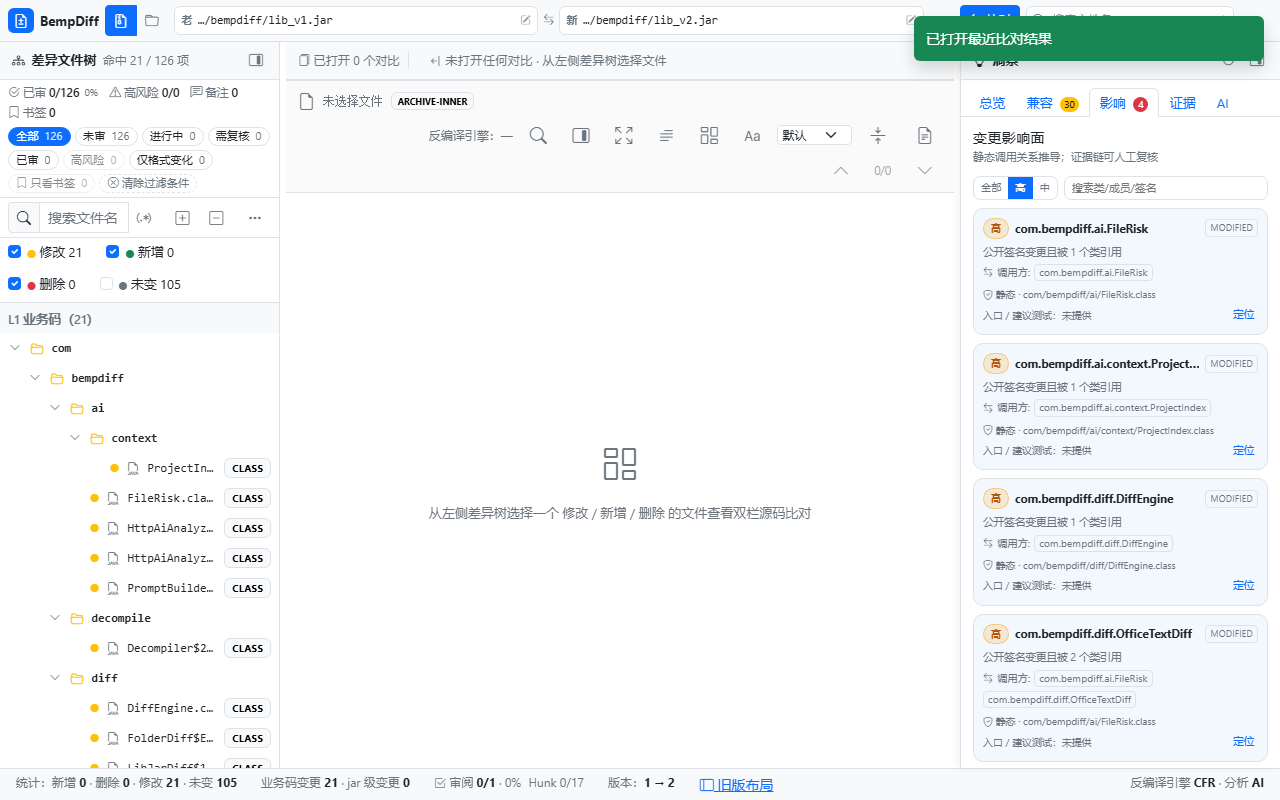 BempDiff
老 …/bempdiff/lib_v1.jar
新 …/bempdiff/lib_v2.jar
已打开最近比对结果
差异文件树 命中 21 / 126 项
已审 0/126 0% 高风险 0/0 备注 0
书签 0
全部 126 未审 126 进行中 0 需复核 0
已审 0 高风险 0 仅格式变化 0
只看书签 0 清除过滤条件
搜索文件名 (.*)
修改 21 新增 0
删除 0 未变 105
L1 业务码 (21)
com
bempdiff
ai
context
ProjectIn… CLASS
FileRisk.cla… CLASS
HttpAiAnalyz… CLASS
HttpAiAnalyz… CLASS
PromptBuilde… CLASS
decompile
Decompiler$2… CLASS
diff
DiffEngine.c… CLASS
FolderDiff$E… CLASS
已打开 0 个对比 未打开任何对比 · 从左侧差异树选择文件
未选择文件 ARCHIVE-INNER
反编译引擎: — Aa 默认
0/0
从左侧差异树选择一个 修改 / 新增 / 删除 的文件查看双栏源码比对
总览 兼容 30 影响 4 证据 AI
变更影响面
静态调用关系推导；证据链可人工复核
全部 高 中 搜索类/成员/签名
高 com.bempdiff.ai.FileRisk MODIFIED
公开签名变更且被 1 个类引用
调用方: com.bempdiff.ai.FileRisk
静态 · com/bempdiff/ai/FileRisk.class
入口 / 建议测试: 未提供 定位
高 com.bempdiff.ai.context.Project… MODIFIED
公开签名变更且被 1 个类引用
调用方: com.bempdiff.ai.context.ProjectIndex
静态 · com/bempdiff/ai/context/ProjectIndex.class
入口 / 建议测试: 未提供 定位
高 com.bempdiff.diff.DiffEngine MODIFIED
公开签名变更且被 1 个类引用
调用方: com.bempdiff.diff.DiffEngine
静态 · com/bempdiff/diff/DiffEngine.class
入口 / 建议测试: 未提供 定位
高 com.bempdiff.diff.OfficeTextDiff MODIFIED
公开签名变更且被 2 个类引用
调用方: com.bempdiff.ai.FileRisk
com.bempdiff.diff.OfficeTextDiff
静态 · com/bempdiff/ai/FileRisk.class
入口 / 建议测试: 未提供 定位
统计: 新增 0 · 删除 0 · 修改 21 · 未变 105 业务码变更 21 · jar 级变更 0 审阅 0/1 · 0% Hunk 0/17 版本: 1 → 2 旧版布局 反编译引擎 CFR · 分析 AI